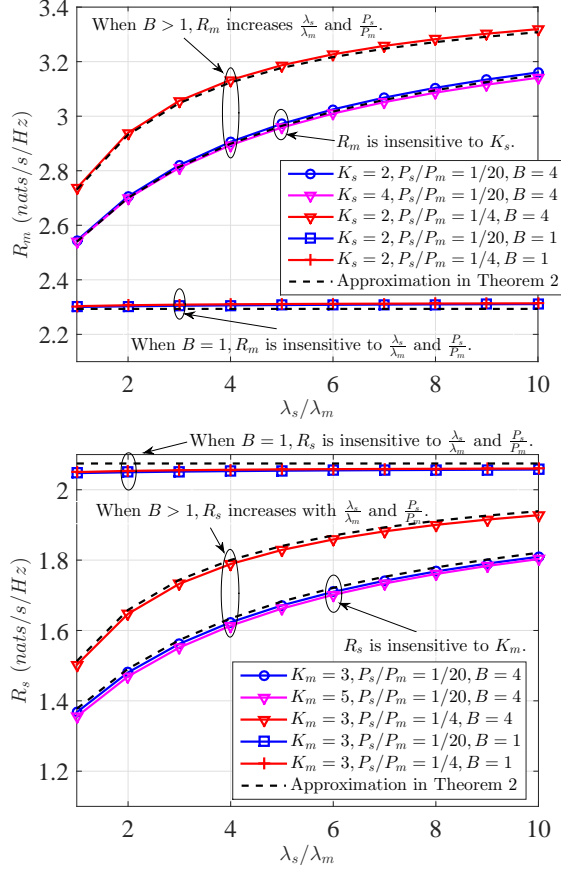 When B > 1, R_m increases λ_s/λ_m and P_s/P_m.
3.4
3.2
3
2.8
2.6
2.4
2.2
R_m (nats/s/Hz)
R_m is insensitive to K_s.
K_s = 2, P_s/P_m = 1/20, B = 4
K_s = 4, P_s/P_m = 1/20, B = 4
K_s = 2, P_s/P_m = 1/4, B = 4
K_s = 2, P_s/P_m = 1/20, B = 1
K_s = 2, P_s/P_m = 1/4, B = 1
Approximation in Theorem 2
When B = 1, R_m is insensitive to λ_s/λ_m and P_s/P_m.
2 4 6 8 10
λ_s/λ_m
When B = 1, R_s is insensitive to λ_s/λ_m and P_s/P_m.
When B > 1, R_s increases with λ_s/λ_m and P_s/P_m.
2
1.8
1.6
1.4
1.2
R_s (nats/s/Hz)
R_s is insensitive to K_m.
K_m = 3, P_s/P_m = 1/20, B = 4
K_m = 5, P_s/P_m = 1/20, B = 4
K_m = 3, P_s/P_m = 1/4, B = 4
K_m = 3, P_s/P_m = 1/20, B = 1
K_m = 3, P_s/P_m = 1/4, B = 1
Approximation in Theorem 2
2 4 6 8 10
λ_s/λ_m